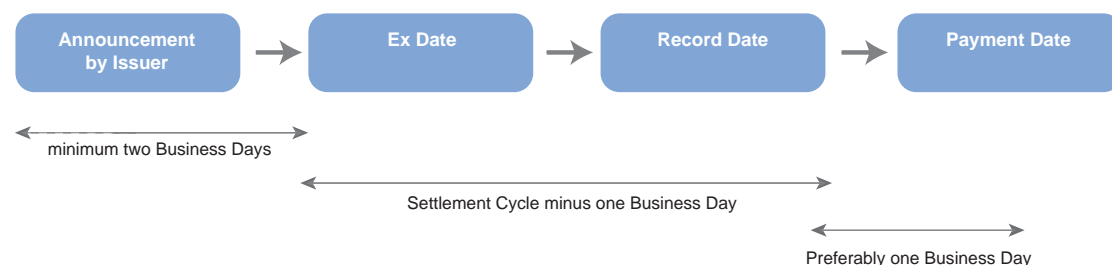 Announcement
by Issuer
Ex Date
Record Date
Payment Date
minimum two Business Days
Settlement Cycle minus one Business Day
Preferably one Business Day